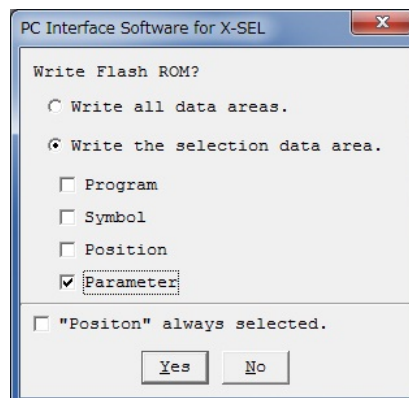 PC Interface Software for X-SEL
X
Write Flash ROM?
Write all data areas.
Write the selection data area.
Program
Symbol
Position
Parameter
"Positon" always selected.
Yes No